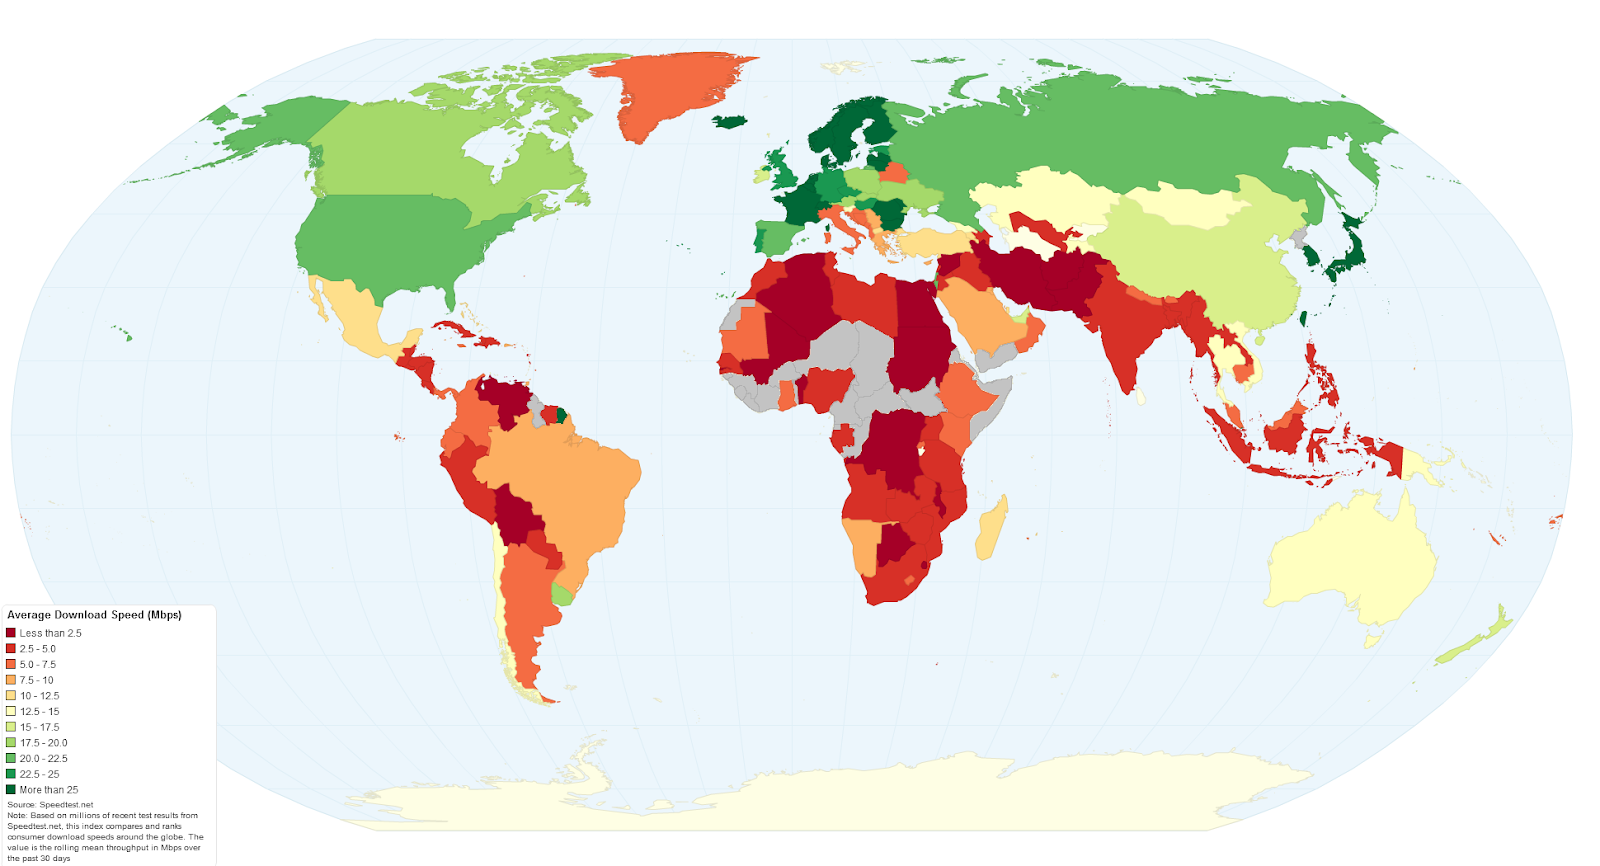 Average Download Speed (Mbps)
Less than 2.5
2.5 - 5.0
5.0 - 7.5
7.5 - 10
10 - 12.5
12.5 - 15
15 - 17.5
17.5 - 20.0
20.0 - 22.5
22.5 - 25
More than 25
Source: Speedtest.net
Note: Based on millions of recent test results from
Speedtest.net, this index compares and ranks
consumer download speeds around the globe. The
value is the rolling mean throughput in Mbps over
the past 30 days